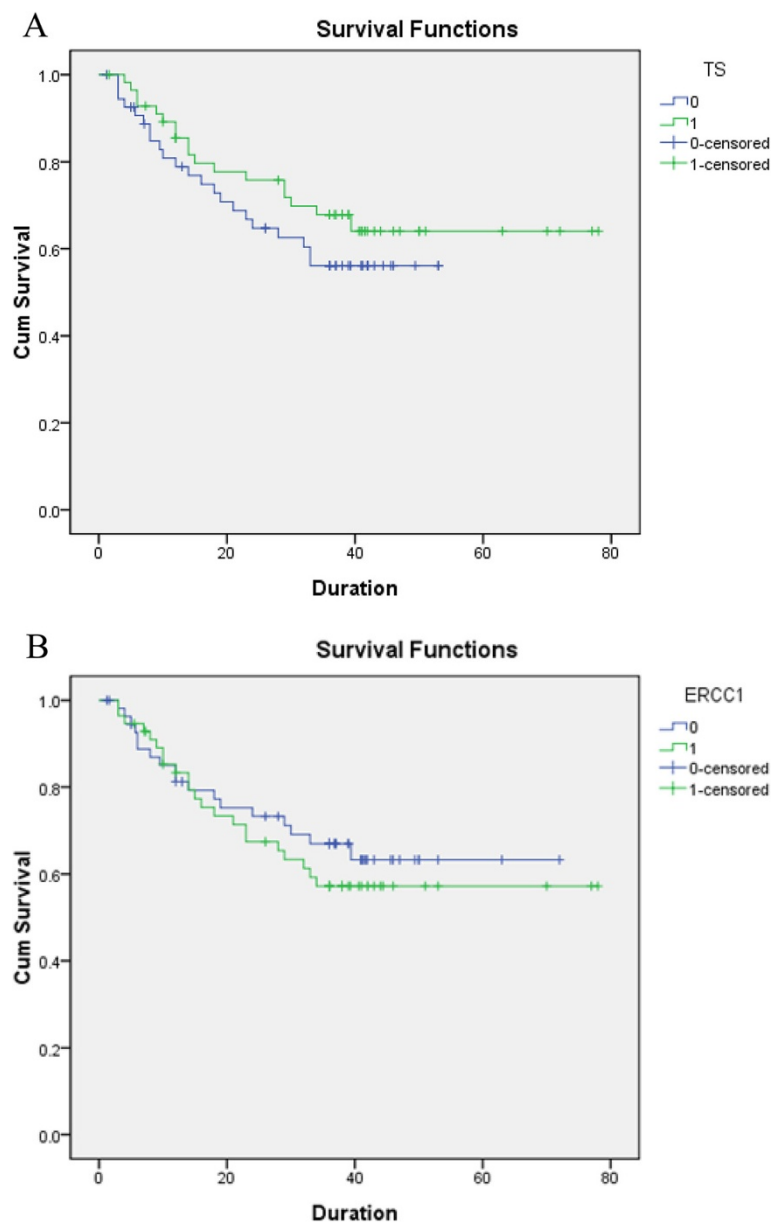 A
Survival Functions
TS
0
1
0-censored
1-censored
1.0
0.8
0.6
0.4
0.2
0.0
Cum Survival
0
20
40
60
80
Duration
B
Survival Functions
ERCC1
0
1
0-censored
1-censored
1.0
0.8
0.6
0.4
0.2
0.0
Cum Survival
0
20
40
60
80
Duration